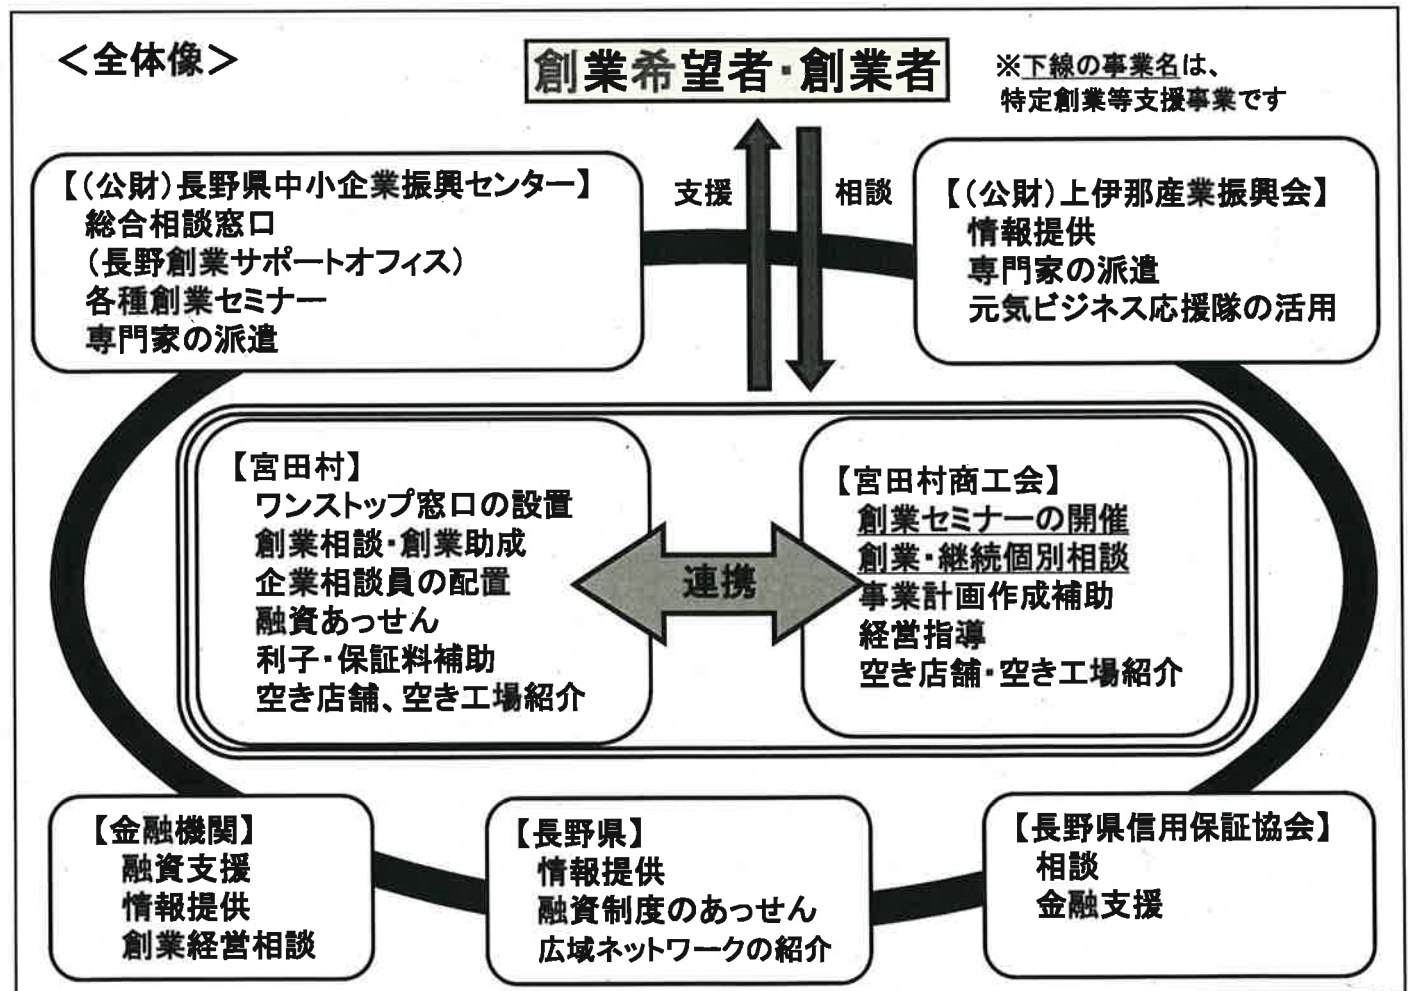 ＜全体像＞
創業希望者・創業者
※下線の事業名は、
特定創業等支援事業です
支援
相談
【(公財)長野県中小企業振興センター】
総合相談窓口
(長野創業サポートオフィス)
各種創業セミナー
専門家の派遣
【(公財)上伊那産業振興会】
情報提供
専門家の派遣
元気ビジネス応援隊の活用
【宮田村】
ワンストップ窓口の設置
創業相談・創業助成
企業相談員の配置
融資あっせん
利子・保証料補助
空き店舗、空き工場紹介
連携
【宮田村商工会】
創業セミナーの開催
創業・継続個別相談
事業計画作成補助
経営指導
空き店舗・空き工場紹介
【金融機関】
融資支援
情報提供
創業経営相談
【長野県】
情報提供
融資制度のあっせん
広域ネットワークの紹介
【長野県信用保証協会】
相談
金融支援